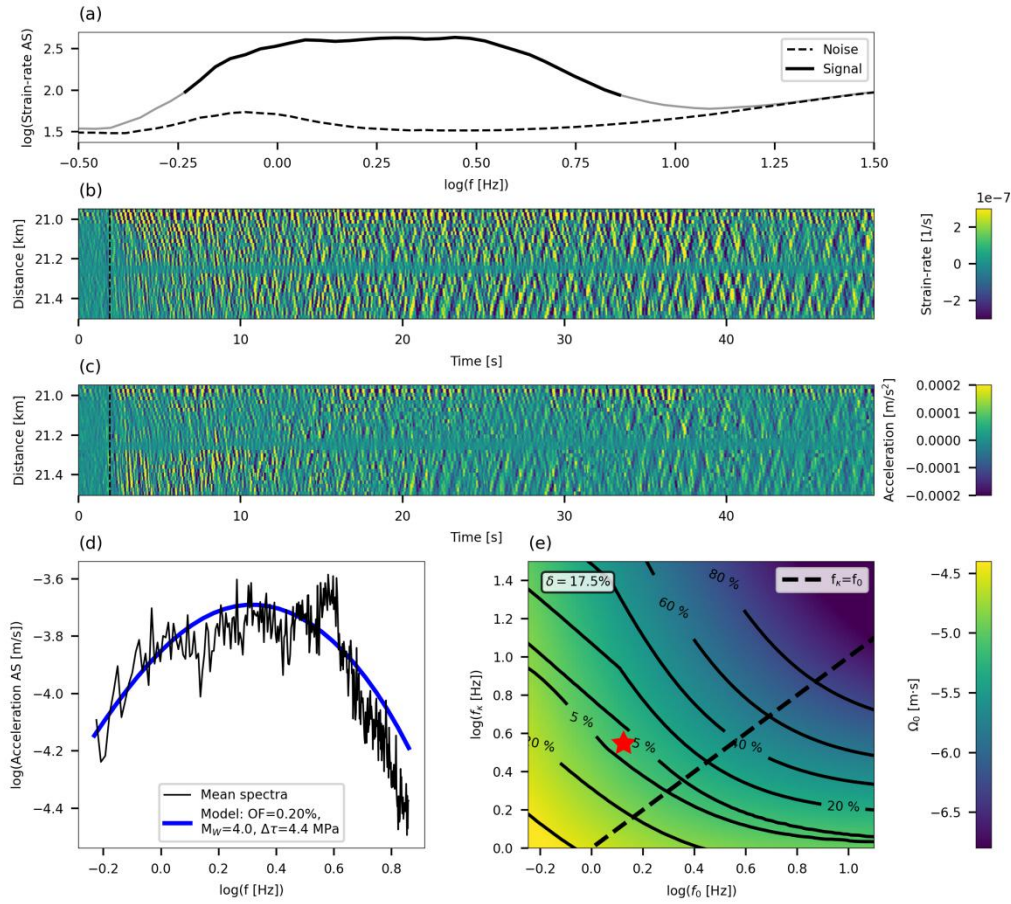 (a)
log(Strain-rate AS)
2.5
2.0
1.5
Noise
Signal
−0.50 −0.25 0.00 0.25 0.50 0.75 1.00 1.25 1.50
log(f [Hz])
(b)
Distance [km]
21.0
21.2
21.4
0 10 20 30 40
Time [s]
1e−7
2
0
−2
Strain-rate [1/s]
(c)
Distance [km]
21.0
21.2
21.4
0 10 20 30 40
Time [s]
0.0002
0.0001
0.0000
−0.0001
−0.0002
Acceleration [m/s²]
(d)
log(Acceleration AS [m/s])
−3.6
−3.8
−4.0
−4.2
−4.4
Mean spectra
Model: OF=0.20%,
M_W=4.0, Δτ=4.4 MPa
−0.2 0.0 0.2 0.4 0.6 0.8
log(f [Hz])
(e)
log(f_κ [Hz])
1.4
1.2
1.0
0.8
0.6
0.4
0.2
0.0
δ = 17.5%
f_κ=f₀
80 %
60 %
5 %
5 %
40 %
20 %
20 %
−0.2 0.0 0.2 0.4 0.6 0.8 1.0
log(f₀ [Hz])
−4.5
−5.0
−5.5
−6.0
−6.5
Ω₀ [m·s]